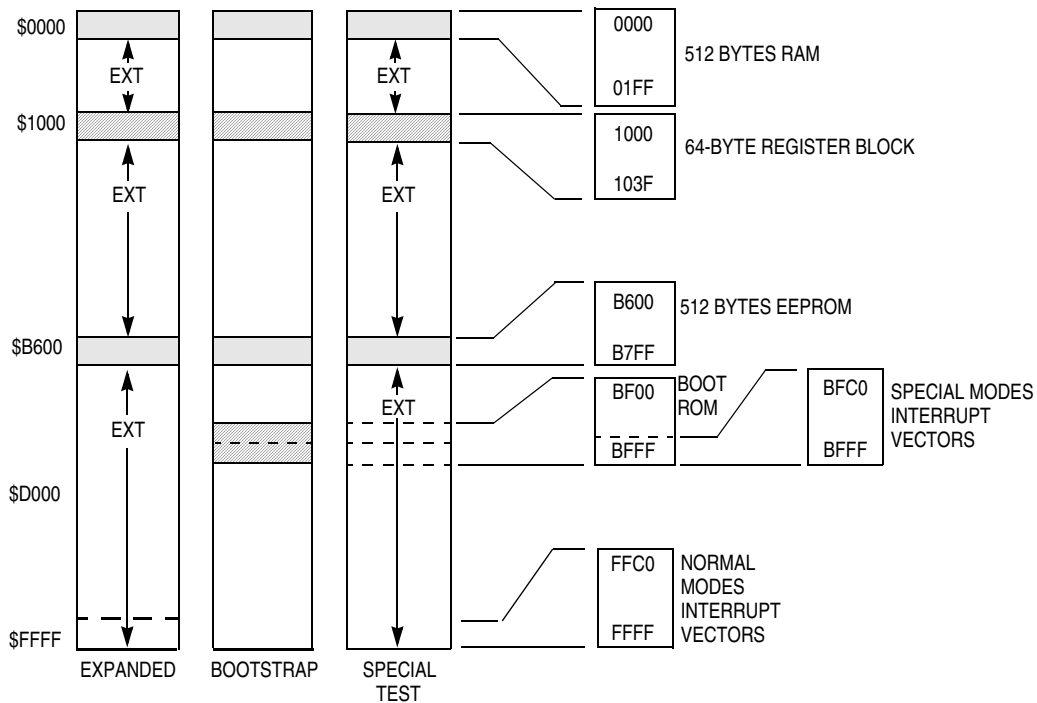 $0000
EXT
EXT
0000
512 BYTES RAM
01FF
$1000
1000
64-BYTE REGISTER BLOCK
103F
EXT
EXT
B600
512 BYTES EEPROM
B7FF
$B600
EXT
EXT
BF00
BOOT
ROM
BFFF
BFC0
SPECIAL MODES
INTERRUPT
VECTORS
BFFF
$D000
FFC0
NORMAL
MODES
INTERRUPT
VECTORS
FFFF
$FFFF
EXPANDED
BOOTSTRAP
SPECIAL
TEST